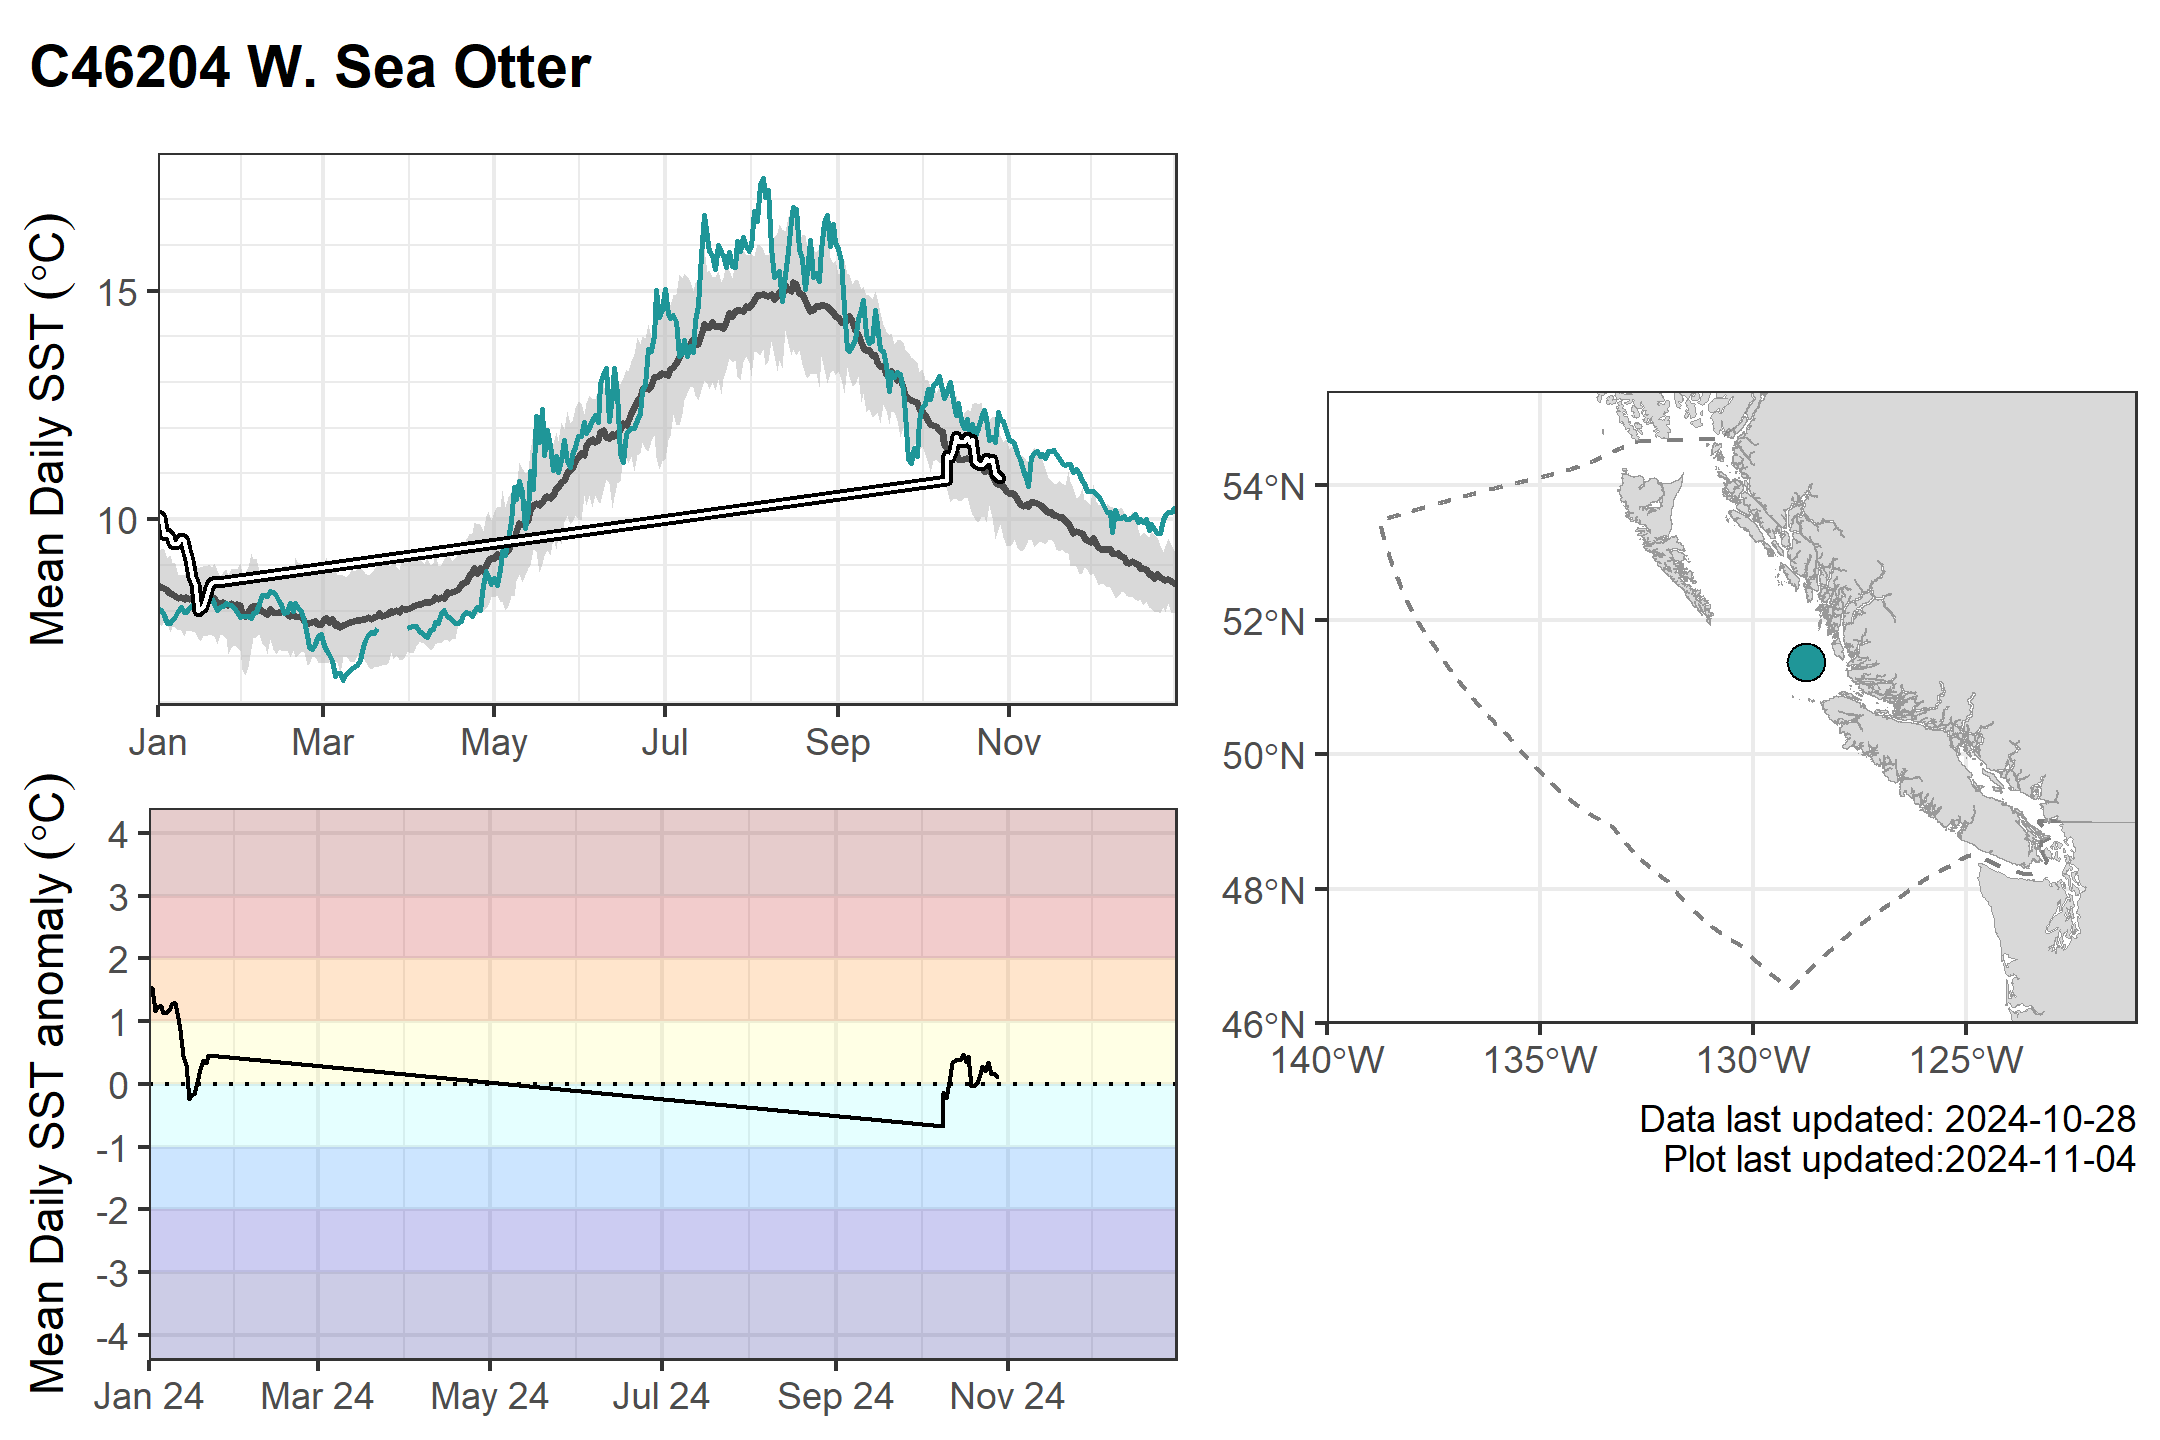 C46204 W. Sea Otter
Mean Daily SST (°C)
15
10
Jan Mar May Jul Sep Nov
Mean Daily SST anomaly (°C)
4
3
2
1
0
-1
-2
-3
-4
Jan 24 Mar 24 May 24 Jul 24 Sep 24 Nov 24
54°N
52°N
50°N
48°N
46°N
140°W 135°W 130°W 125°W
Data last updated: 2024-10-28
Plot last updated:2024-11-04